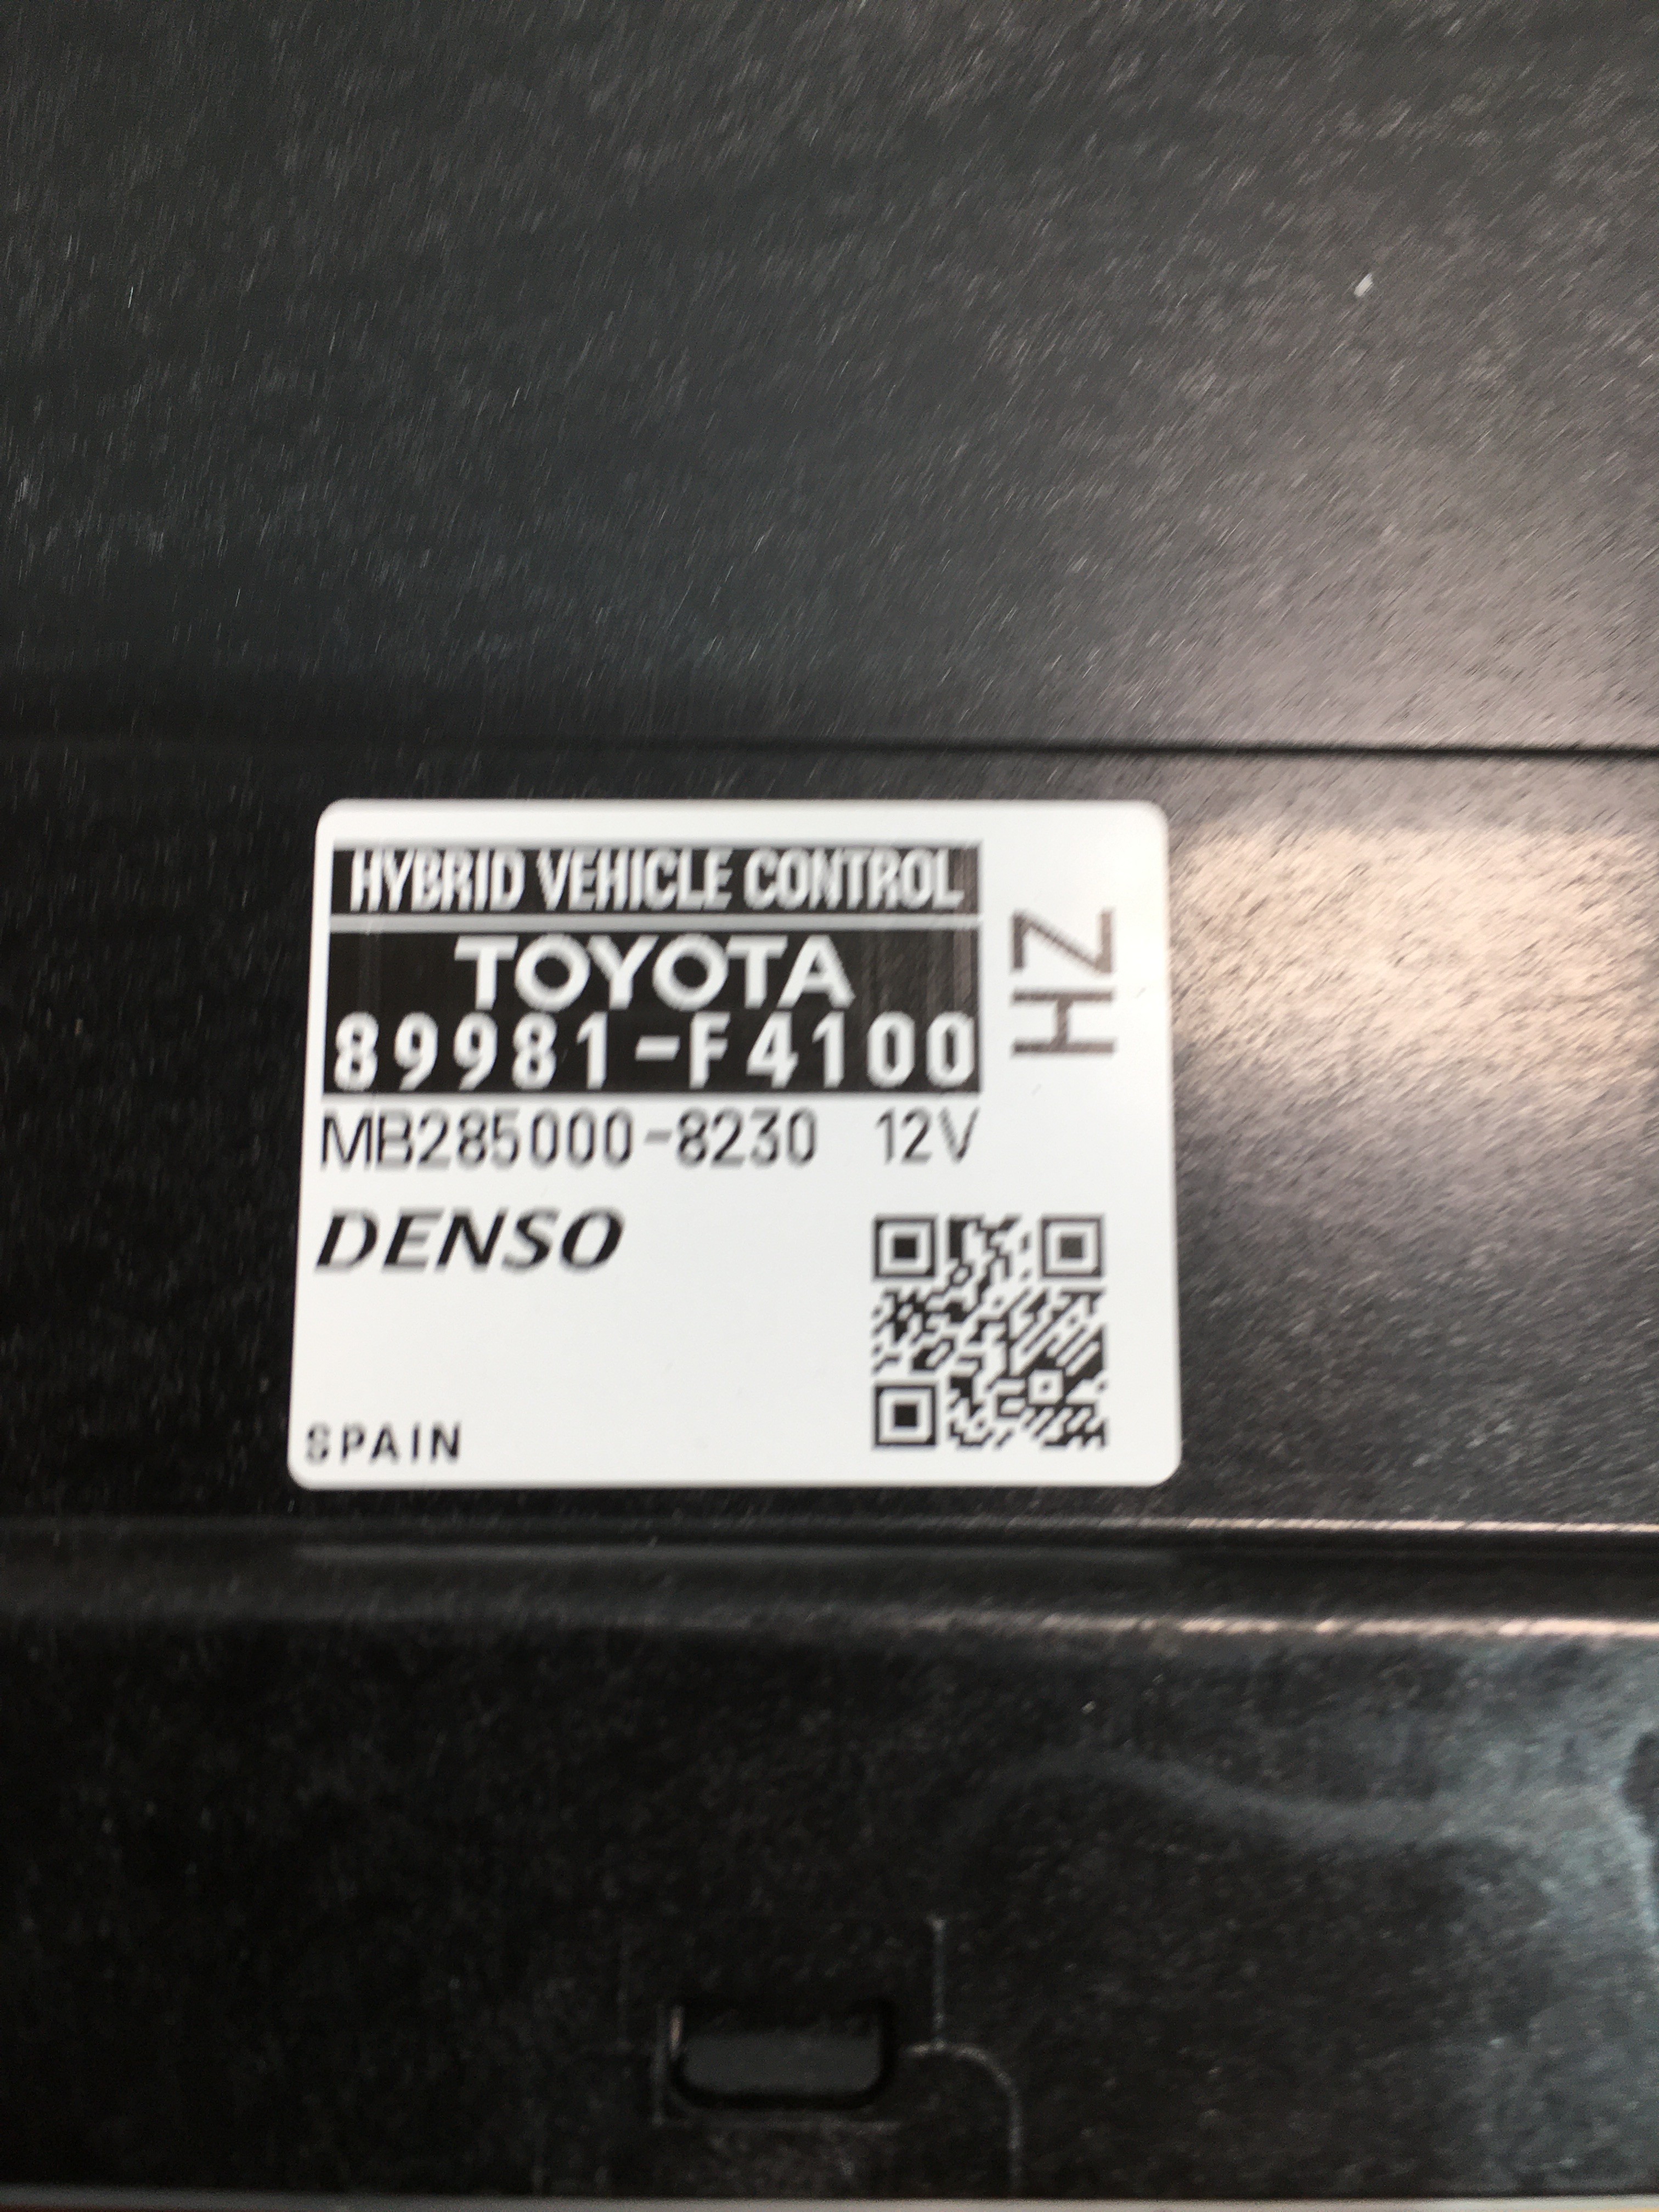 HYBRID VEHICLE CONTROL
TOYOTA
89981-F4100
HZ
MB285000-8230 12V
DENSO
SPAIN